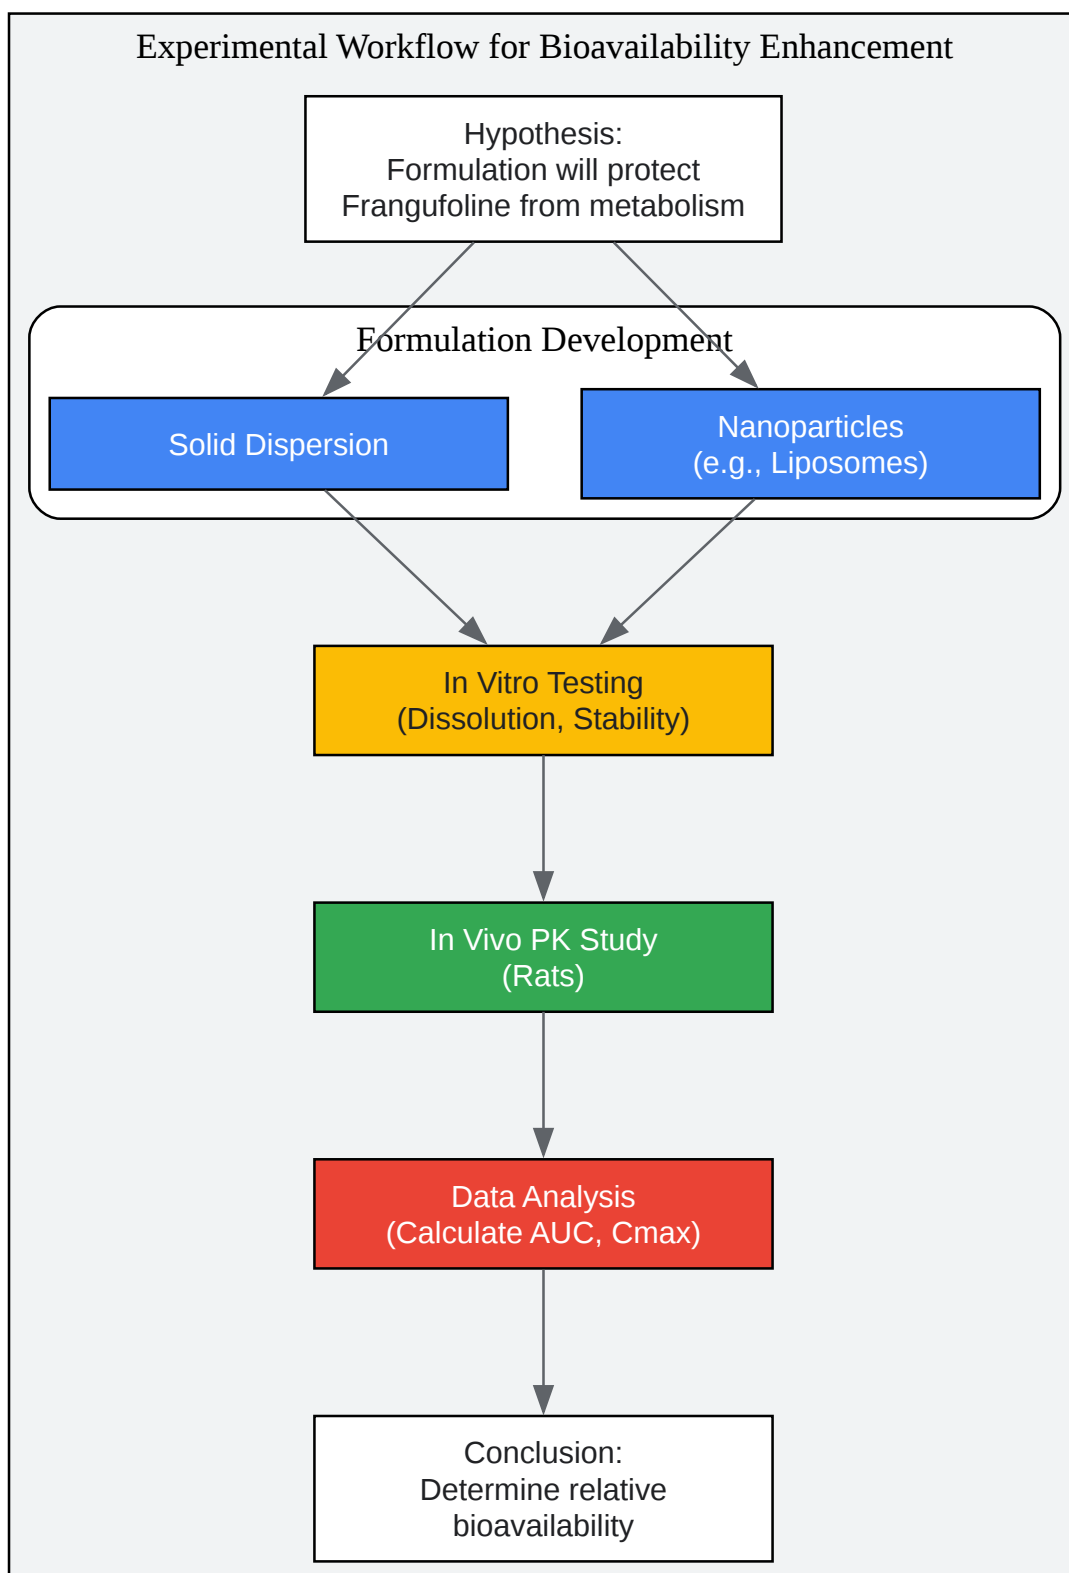 Experimental Workflow for Bioavailability Enhancement
Hypothesis:
Formulation will protect
Frangufoline from metabolism
Formulation Development
Solid Dispersion
Nanoparticles
(e.g., Liposomes)
In Vitro Testing
(Dissolution, Stability)
In Vivo PK Study
(Rats)
Data Analysis
(Calculate AUC, Cmax)
Conclusion:
Determine relative
bioavailability